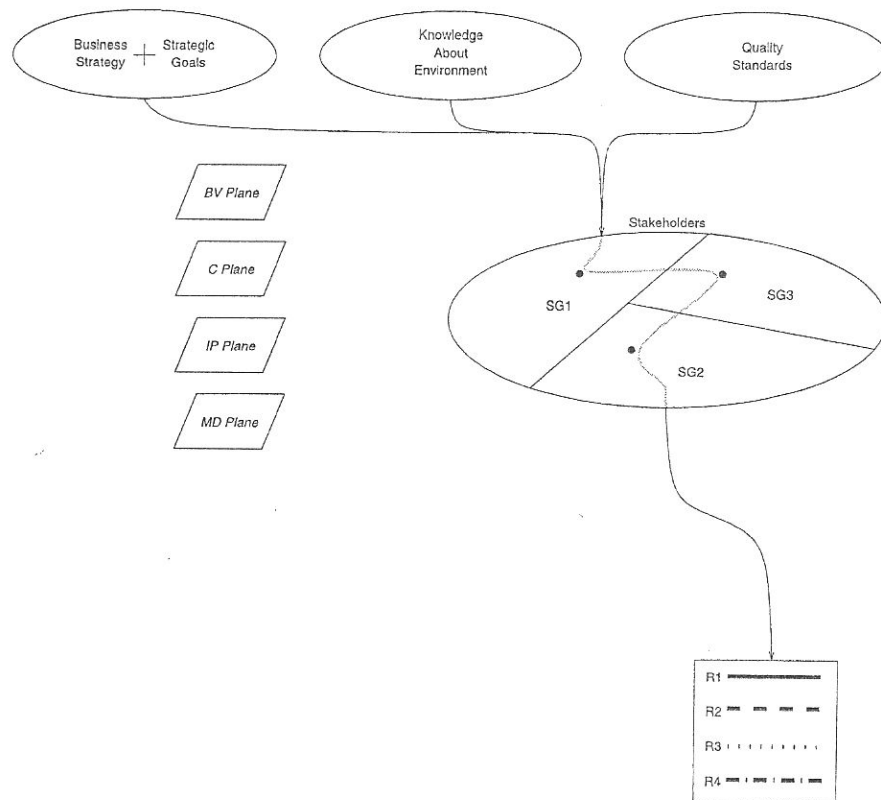 Business
Strategy
Strategic
Goals
Knowledge
About
Environment
Quality
Standards
BV Plane
C Plane
IP Plane
MD Plane
Stakeholders
SG1
SG3
SG2
R1
R2
R3
R4